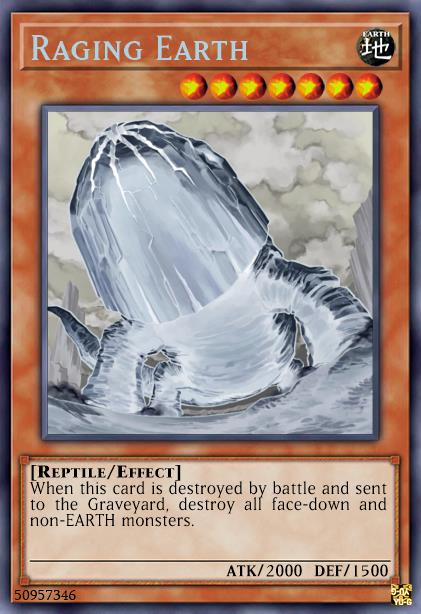 Raging Earth
EARTH
地
[Reptile/Effect]
When this card is destroyed by battle and sent
to the Graveyard, destroy all face-down and
non-EARTH monsters.
ATK/2000 DEF/1500
50957346